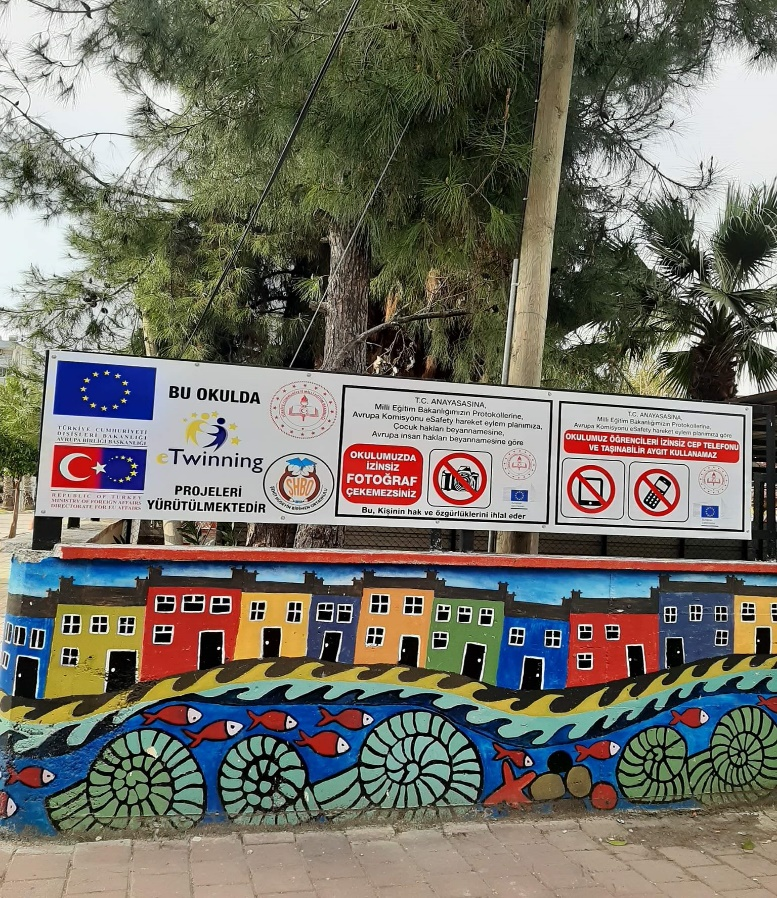 BU OKULDA
eTwinning
PROJELERİ
YÜRÜTÜLMEKTEDİR
TÜRKİYE CUMHURİYETİ
DIŞİŞLERİ BAKANLIĞI
AVRUPA BİRLİĞİ BAŞKANLIĞI
REPUBLIC OF TURKEY
MINISTRY OF FOREIGN AFFAIRS
DIRECTORATE FOR EU AFFAIRS
SHBO
T.C. ANAYASASINA,
Milli Eğitim Bakanlığımızın Protokollerine,
Avrupa Komisyonu eSafety hareket eylem planımıza,
Çocuk hakları beyannamesine,
Avrupa insan hakları beyannamesine göre
OKULUMUZDA
İZİNSİZ
FOTOĞRAF
ÇEKEMEZSİNİZ
Bu, Kişinin hak ve özgürlüklerini ihlal eder
T.C. ANAYASASINA,
Milli Eğitim Bakanlığımızın Protokollerine,
Avrupa Komisyonu eSafety hareket eylem planımıza göre
OKULUMUZ ÖĞRENCİLERİ İZİNSİZ CEP TELEFONU
VE TAŞINABİLİR AYGIT KULLANAMAZ